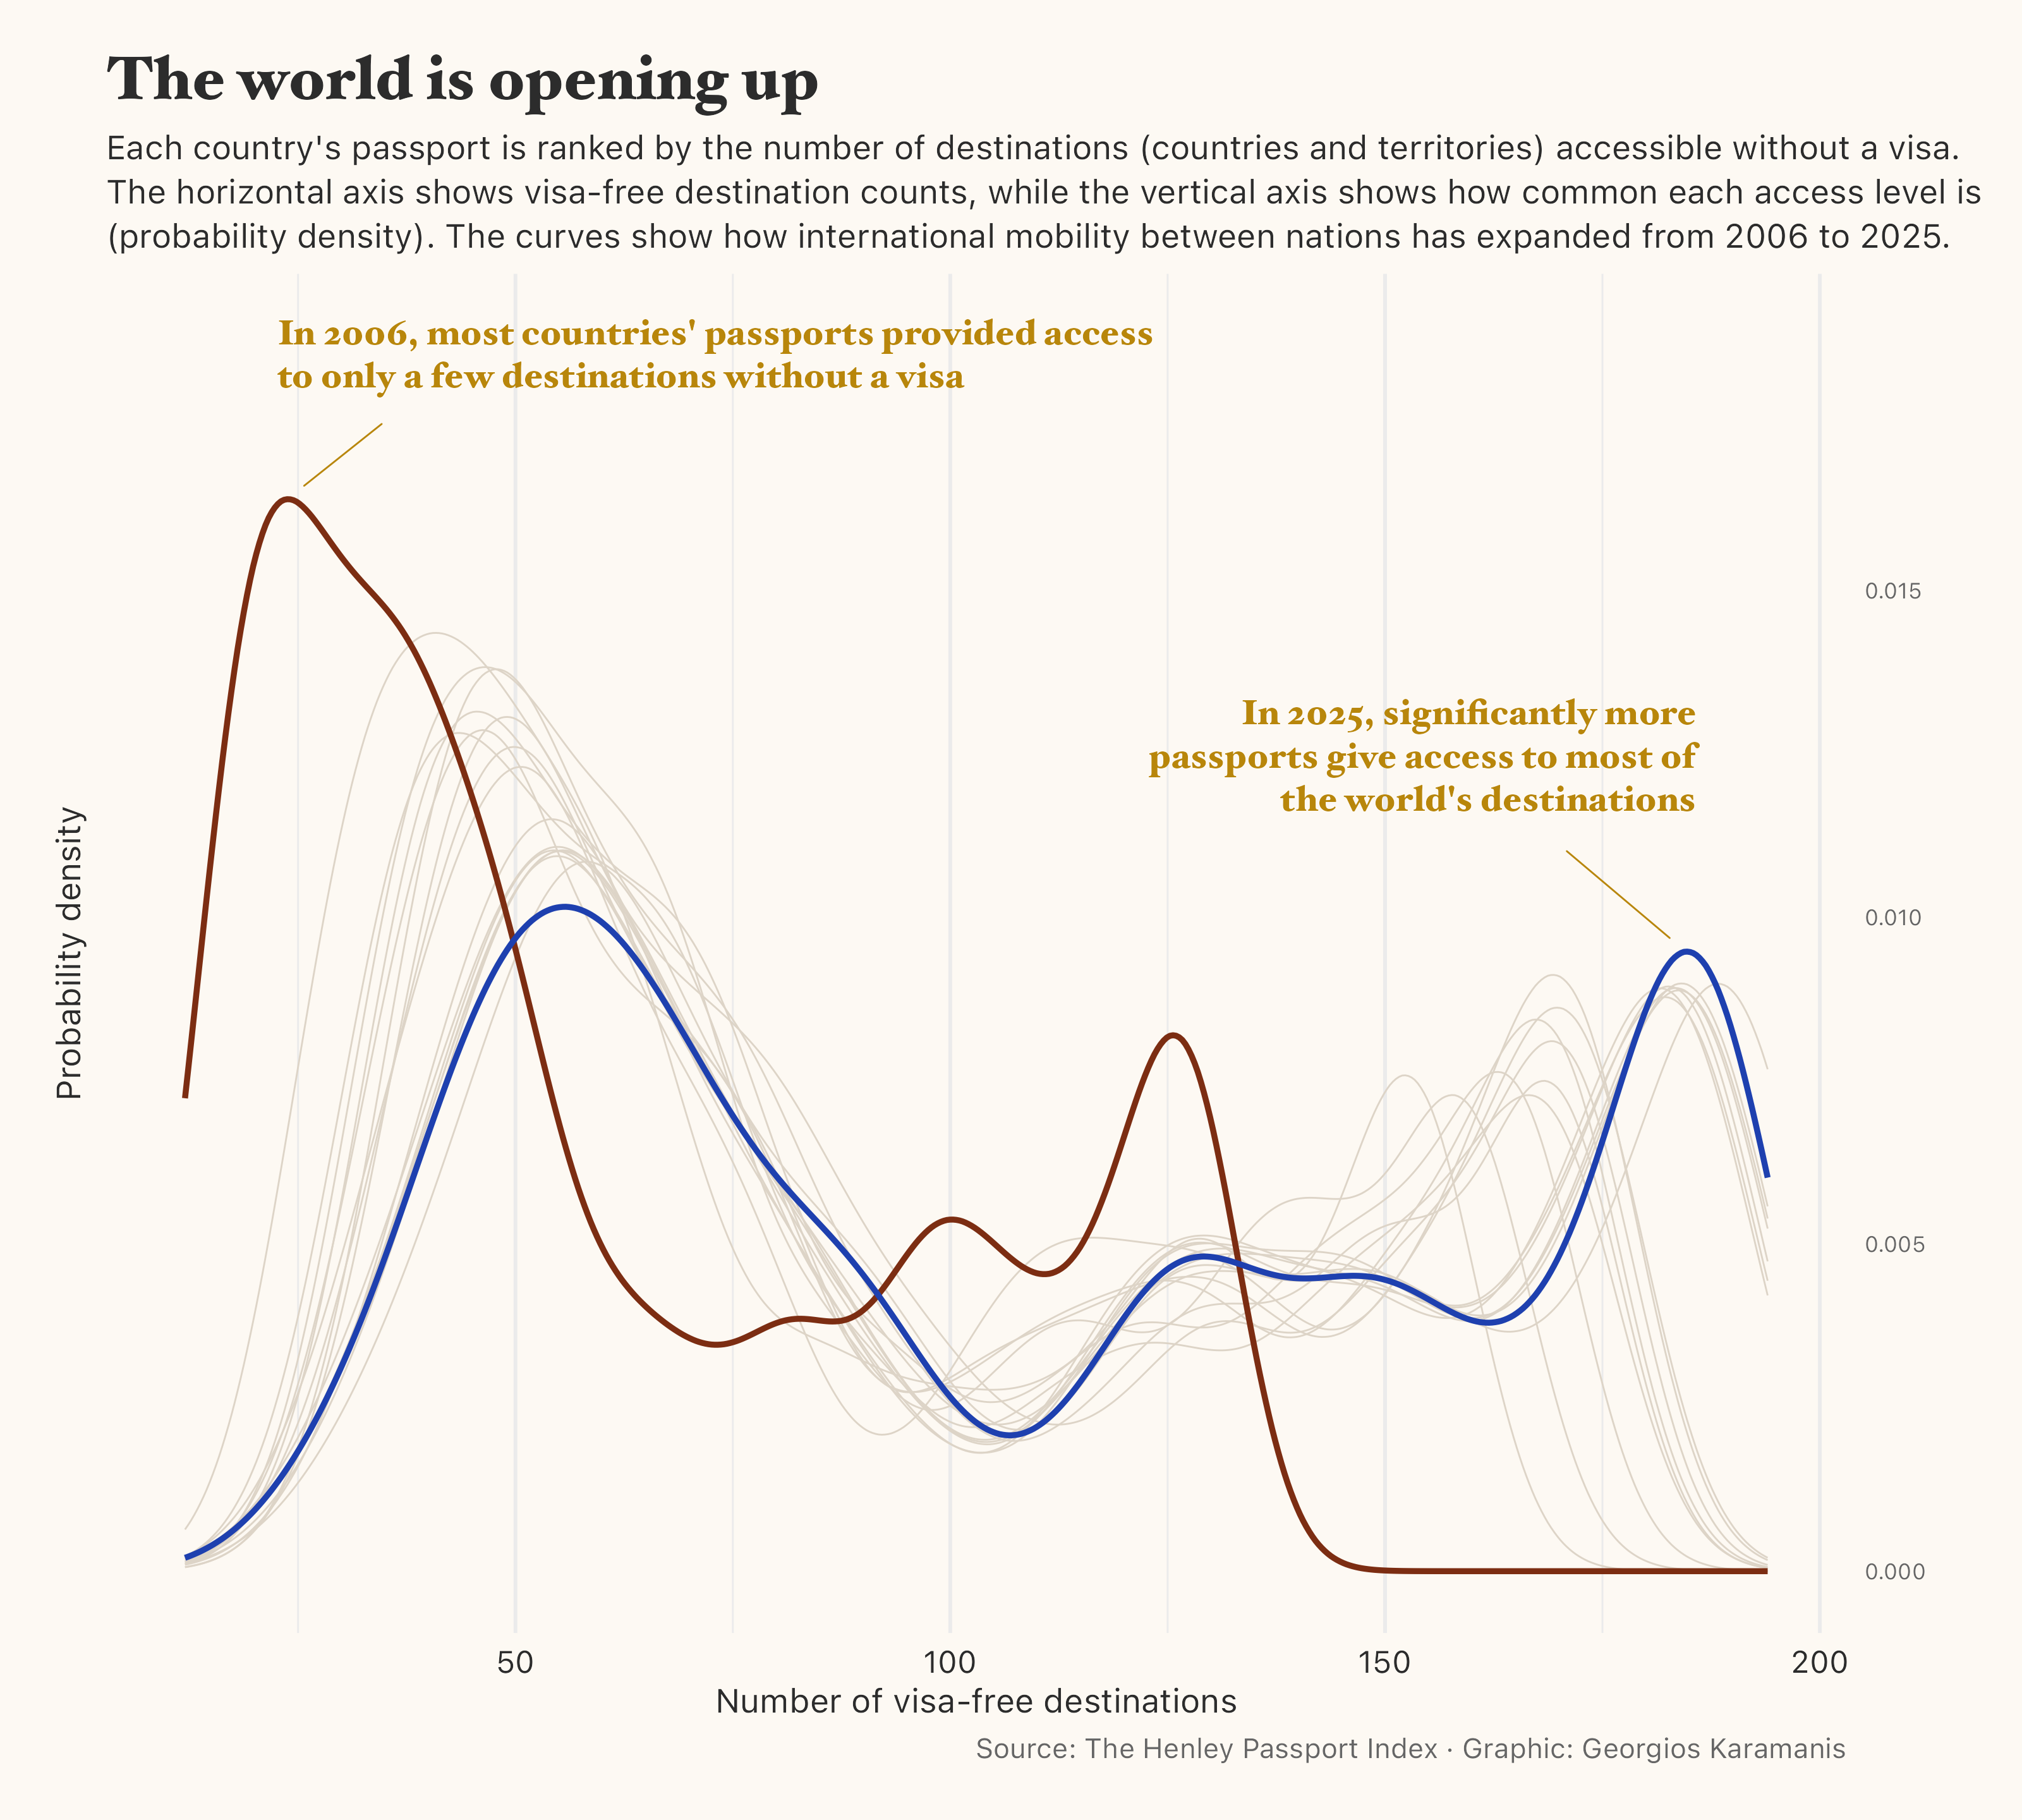 The world is opening up
Each country's passport is ranked by the number of destinations (countries and territories) accessible without a visa.
The horizontal axis shows visa-free destination counts, while the vertical axis shows how common each access level is
(probability density). The curves show how international mobility between nations has expanded from 2006 to 2025.
In 2006, most countries' passports provided access
to only a few destinations without a visa
0.015
In 2025, significantly more
passports give access to most of
the world's destinations
Probability density
0.010
0.005
0.000
50
100
150
200
Number of visa-free destinations
Source: The Henley Passport Index · Graphic: Georgios Karamanis